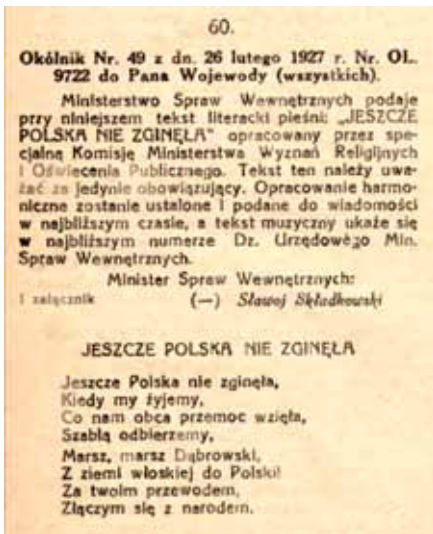 60.
Okólnik Nr. 49 z dn. 26 lutego 1927 r. Nr. OL.
9722 do Pana Wojewody (wszystkich).
Ministerstwo Spraw Wewnętrznych podaje
przy niniejszem tekst literacki pieśni: „JESZCZE
POLSKA NIE ZGINĘŁA" opracowany przez spe-
cjalną Komisję Ministerstwa Wyznań Religijnych
i Oświecenia Publicznego. Tekst ten należy uwa-
żać za jedynie obowiązujący. Opracowanie harmo-
niczne zostanie ustalone i podane do wiadomości
w najbliższym czasie, a tekst muzyczny ukaże się
w najbliższym numerze Dz. Urzędowego Min.
Spraw Wewnętrznych.
Minister Spraw Wewnętrznych:
1 załącznik (—) Sławoj Składkowski
JESZCZE POLSKA NIE ZGINĘŁA
Jeszcze Polska nie zginęła,
Kiedy my żyjemy,
Co nam obca przemoc wzięła,
Szablą odbierzemy,
Marsz, marsz Dąbrowski,
Z ziemi włoskiej do Polski!
Za twoim przewodem,
Złączym się z narodem.